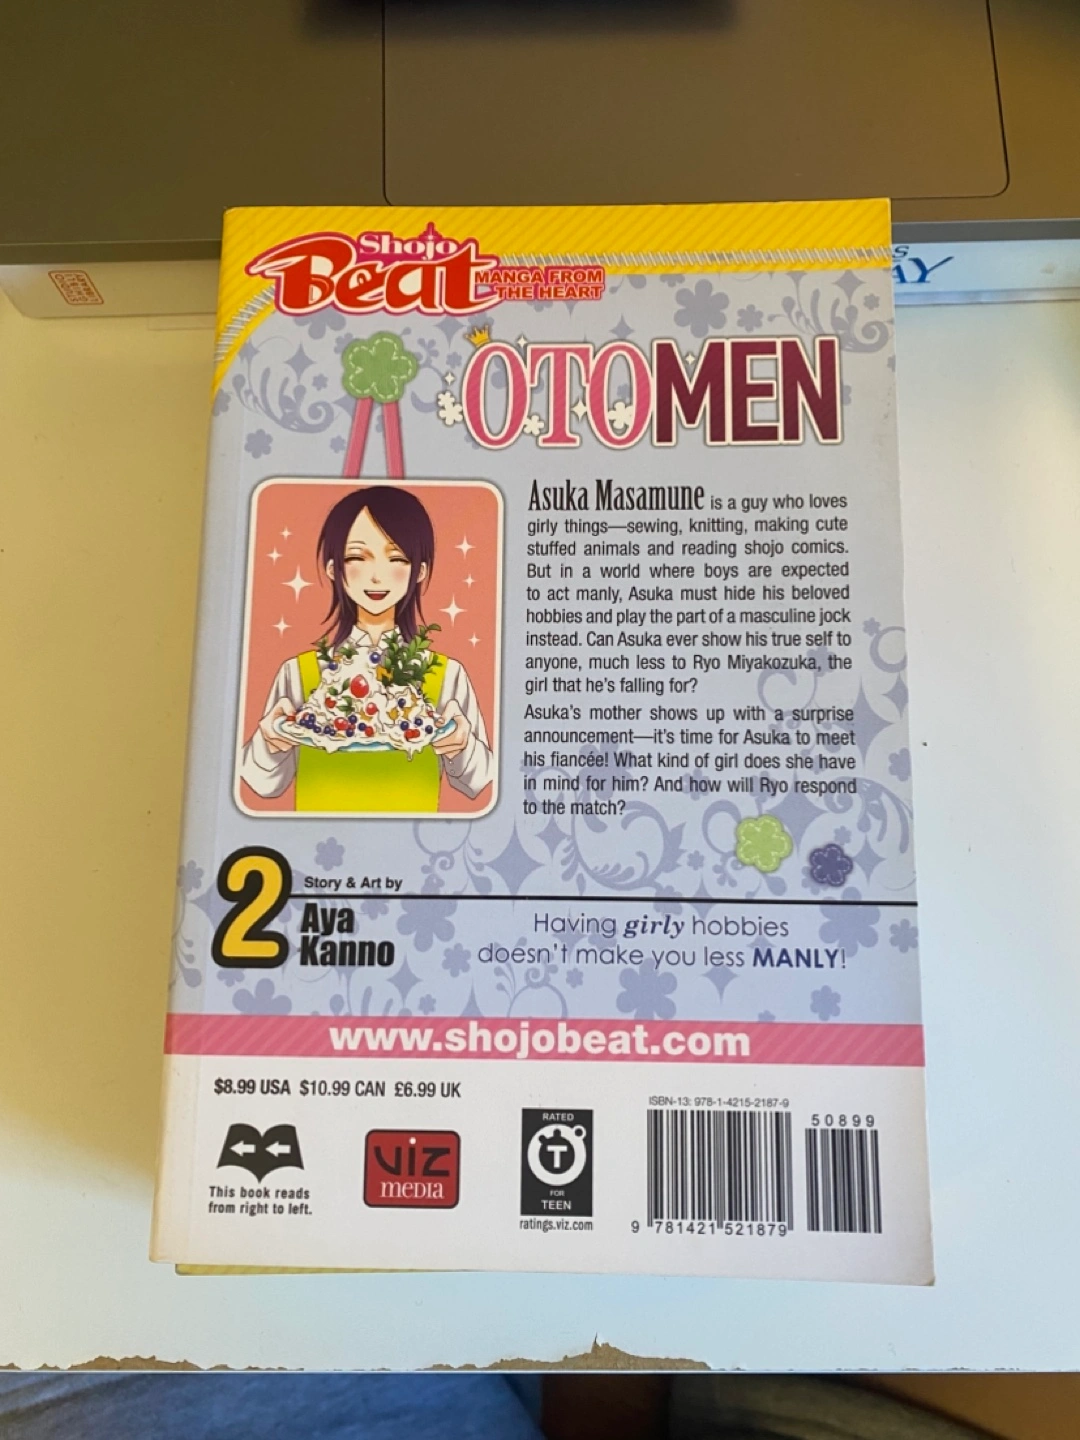 Shojo
Beat
MANGA FROM
THE HEART
S
AY
OTOMEN
Asuka Masamune is a guy who loves
girly things—sewing, knitting, making cute
stuffed animals and reading shojo comics.
But in a world where boys are expected
to act manly, Asuka must hide his beloved
hobbies and play the part of a masculine jock
instead. Can Asuka ever show his true self to
anyone, much less to Ryo Miyakozuka, the
girl that he's falling for?
Asuka's mother shows up with a surprise
announcement—it's time for Asuka to meet
his fiancée! What kind of girl does she have
in mind for him? And how will Ryo respond
to the match?
2
Story & Art by
Aya
Kanno
Having girly hobbies
doesn't make you less MANLY!
www.shojobeat.com
$8.99 USA $10.99 CAN £6.99 UK
This book reads
from right to left.
VIZ
MEDIA
RATED
T
FOR
TEEN
ratings.viz.com
ISBN-13: 978-1-4215-2187-9
50899
9 781421 521879